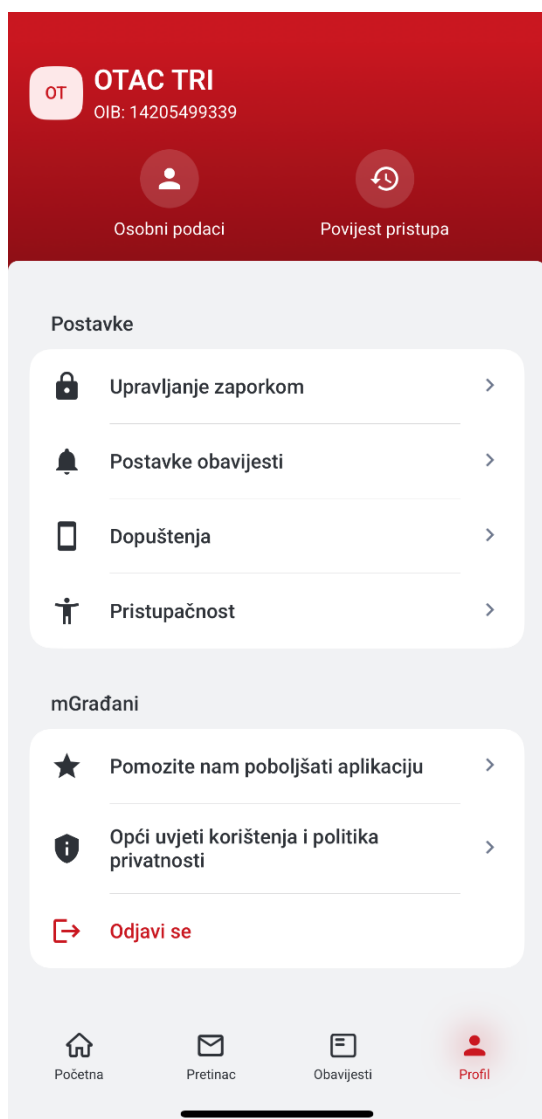 OT
OTAC TRI
OIB: 14205499339
Osobni podaci
Povijest pristupa
Postavke
Upravljanje zaporkom
Postavke obavijesti
Dopuštenja
Pristupačnost
mGrađani
Pomozite nam poboljšati aplikaciju
Opći uvjeti korištenja i politika
privatnosti
Odjavi se
Početna
Pretinac
Obavijesti
Profil